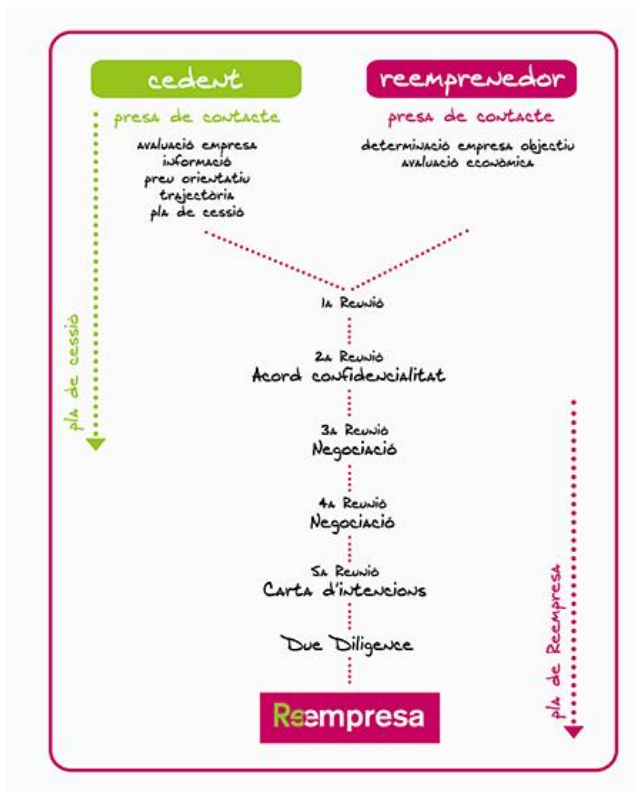 cedent
presa de contacte
avaluació empresa
informació
preu orientatiu
trajectòria
pla de cessió
reemprenedor
presa de contacte
determinació empresa objectiu
avaluació econòmica
1a Reunió
2a Reunió
Acord confidencialitat
3a Reunió
Negociació
4a Reunió
Negociació
5a Reunió
Carta d'intencions
Due Diligence
Reempresa
pla de cessió
pla de Reempresa